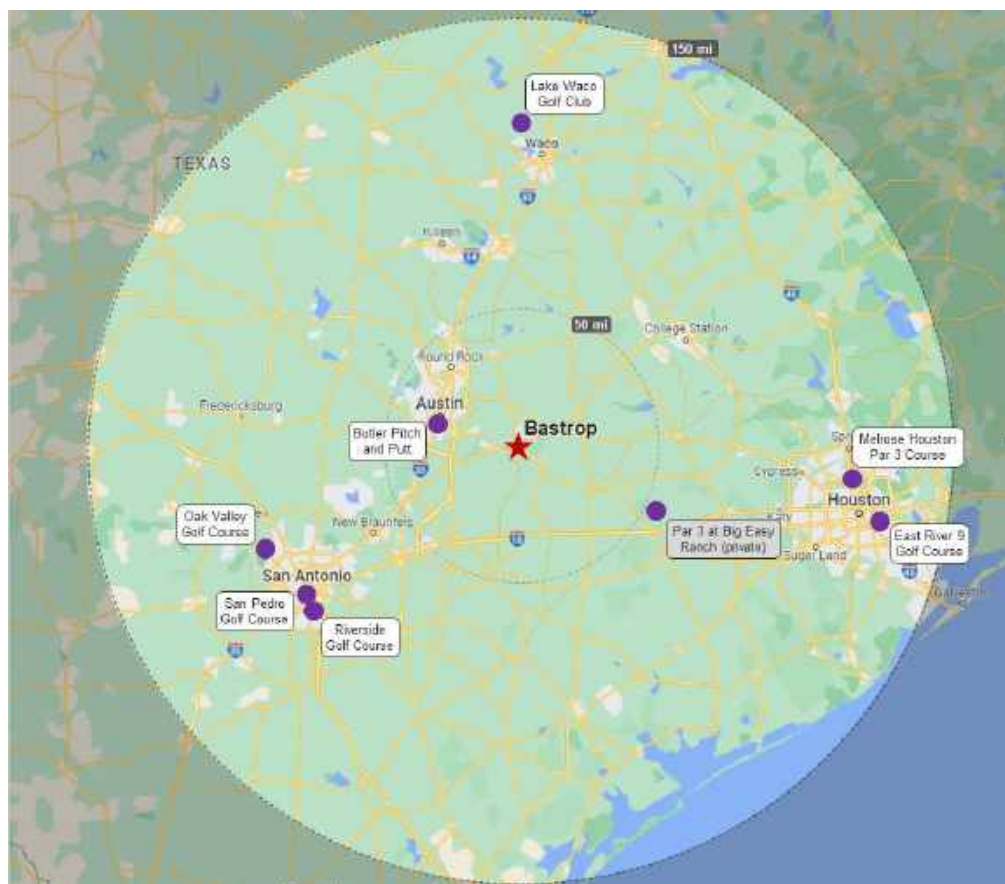 150 mi
Lake Waco
Golf Club
Waco
TEXAS
Killeen
50 mi
College Station
Round Rock
Fredericksburg
Austin
Butler Pitch
and Putt
Bastrop
Melrose Houston
Par 3 Course
Cypress
Houston
Oak Valley
Golf Course
New Braunfels
Par 3 at Big Easy
Ranch (private)
East River 9
Golf Course
Sugar Land
San Antonio
San Pedro
Golf Course
Riverside
Golf Course
Galveston